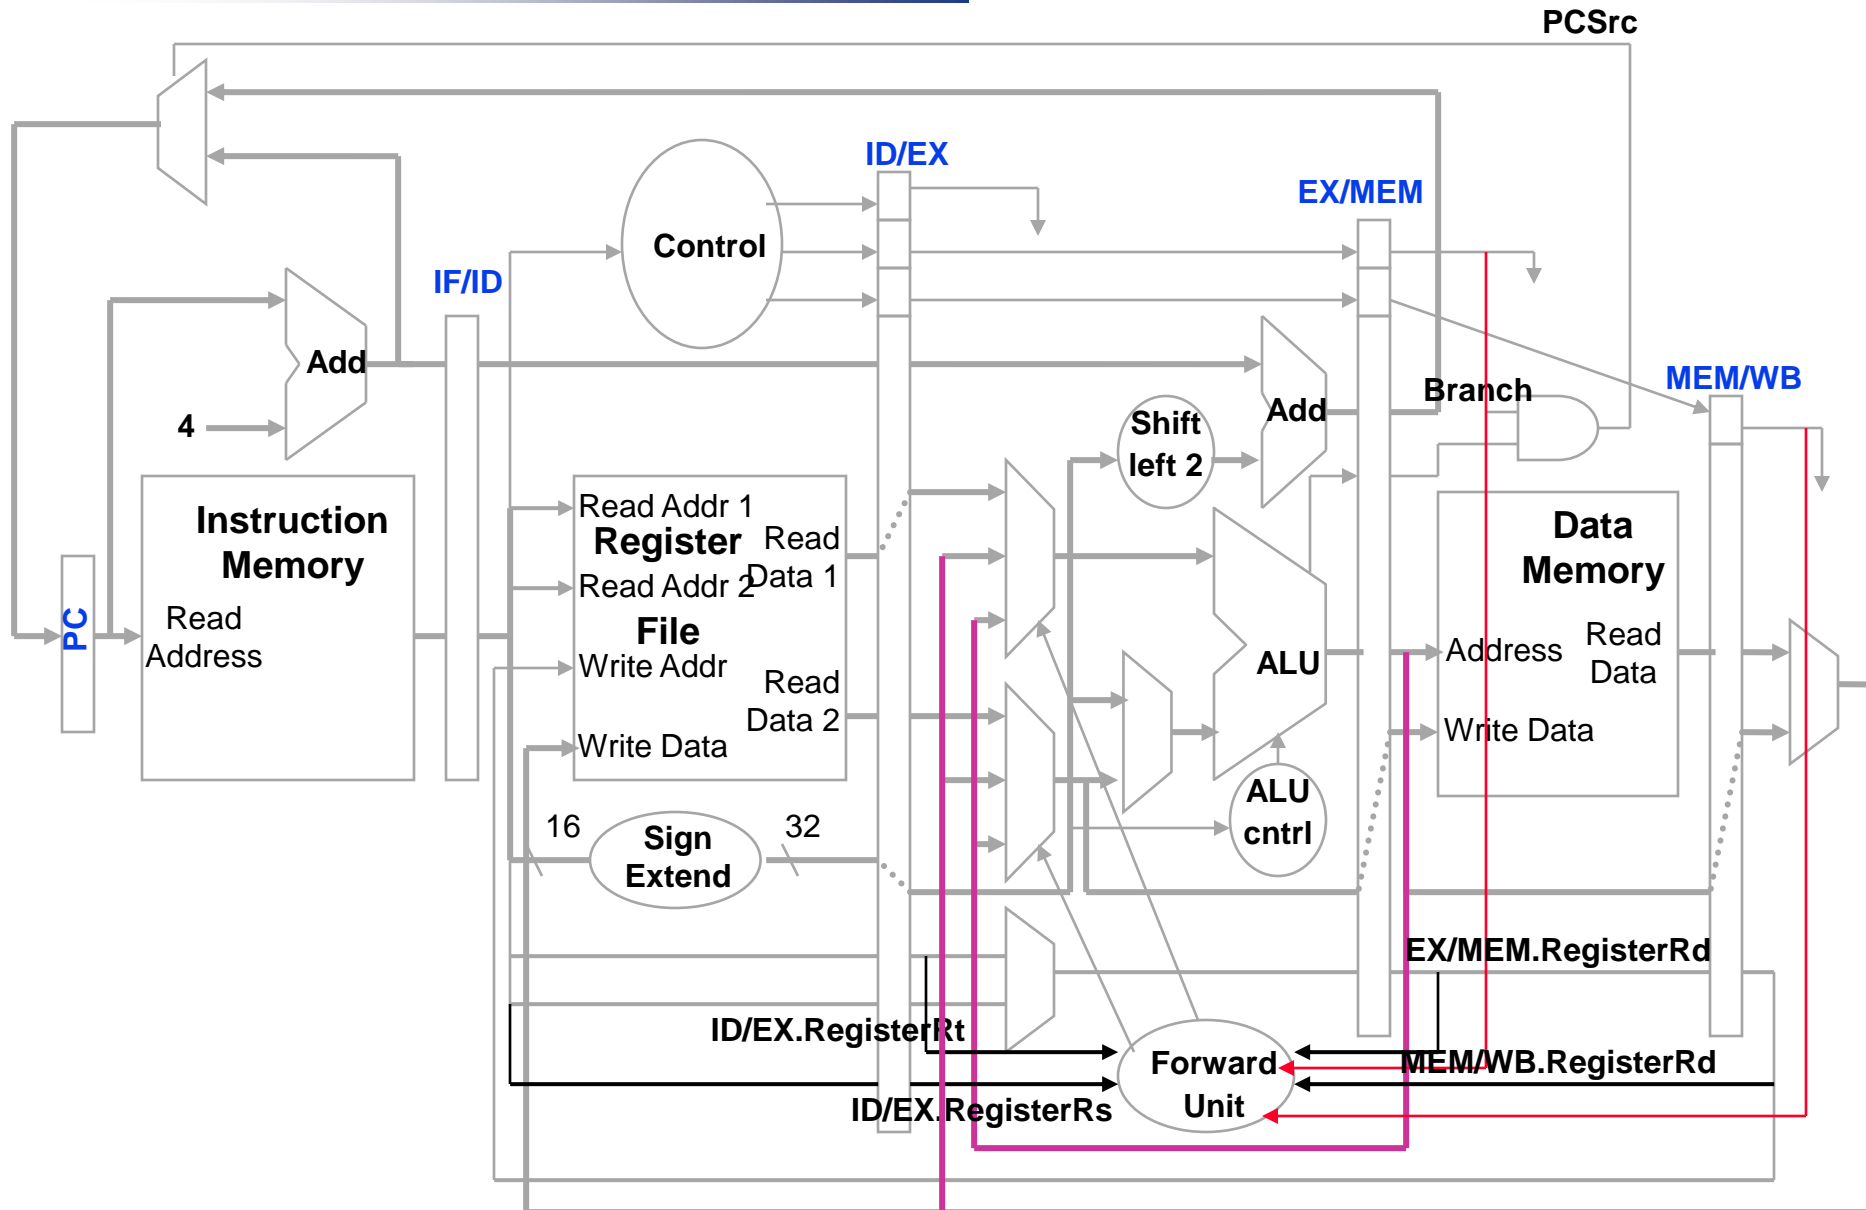 PCSrc
ID/EX
EX/MEM
Control
IF/ID
Add
MEM/WB
Branch
Shift
left 2
Add
4
Instruction
Memory
Read
Address
PC
Read Addr 1
Register
Read
Data 1
Read Addr 2
File
Write Addr
Read
Data 2
Write Data
ALU
Data
Memory
Address
Read
Data
Write Data
16
Sign
Extend
32
ALU
cntrl
EX/MEM.RegisterRd
ID/EX.RegisterRt
Forward
Unit
MEM/WB.RegisterRd
ID/EX.RegisterRs